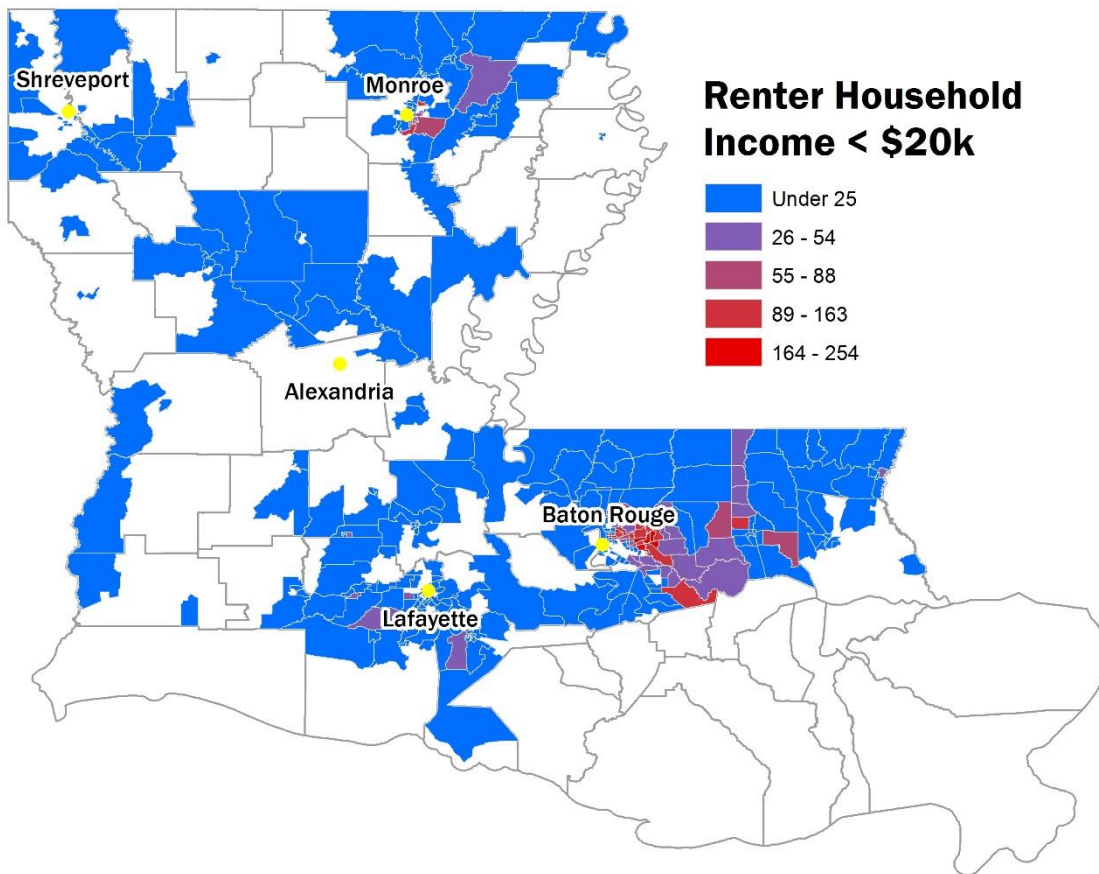 Shreveport
Monroe
Renter Household
Income < $20k
Under 25
26 - 54
55 - 88
89 - 163
164 - 254
Alexandria
Baton Rouge
Lafayette